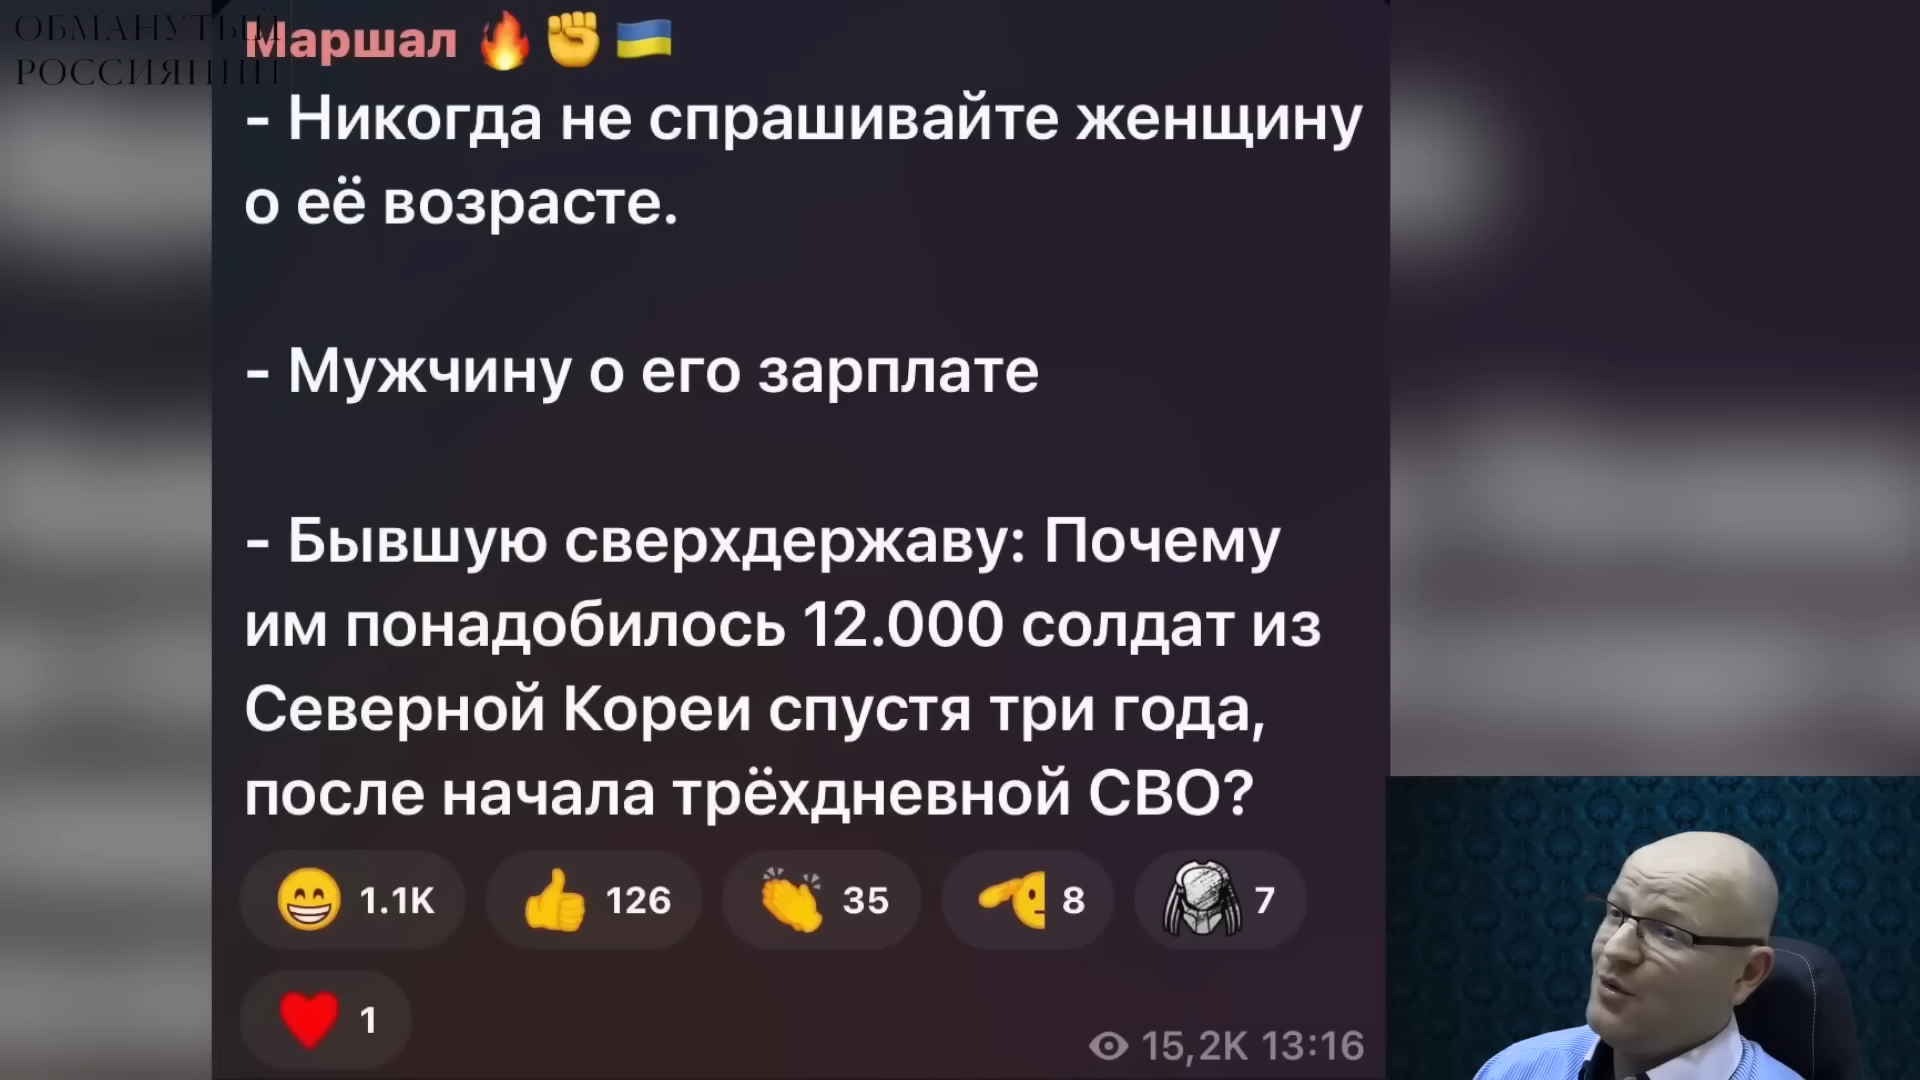 ОБМАНУТЫЙ
РОССИЯНИН
Маршал 🔥✊🇺🇦
- Никогда не спрашивайте женщину
о её возрасте.
- Мужчину о его зарплате
- Бывшую сверхдержаву: Почему
им понадобилось 12.000 солдат из
Северной Кореи спустя три года,
после начала трёхдневной СВО?
1.1K 126 35 8 7
1
15,2K 13:16